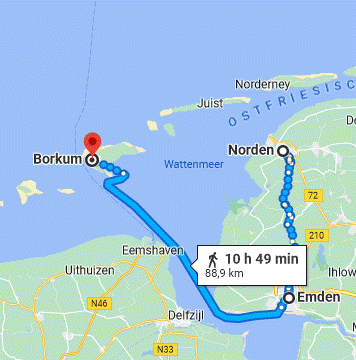 Norderney
Juist
OSTFRIESISC
Borkum
Norden
Do
Wattenmeer
72
210
Eemshaven
10 h 49 min
88,9 km
Uithuizen
Ihlow
Emden
N46
Delfzijl
N33